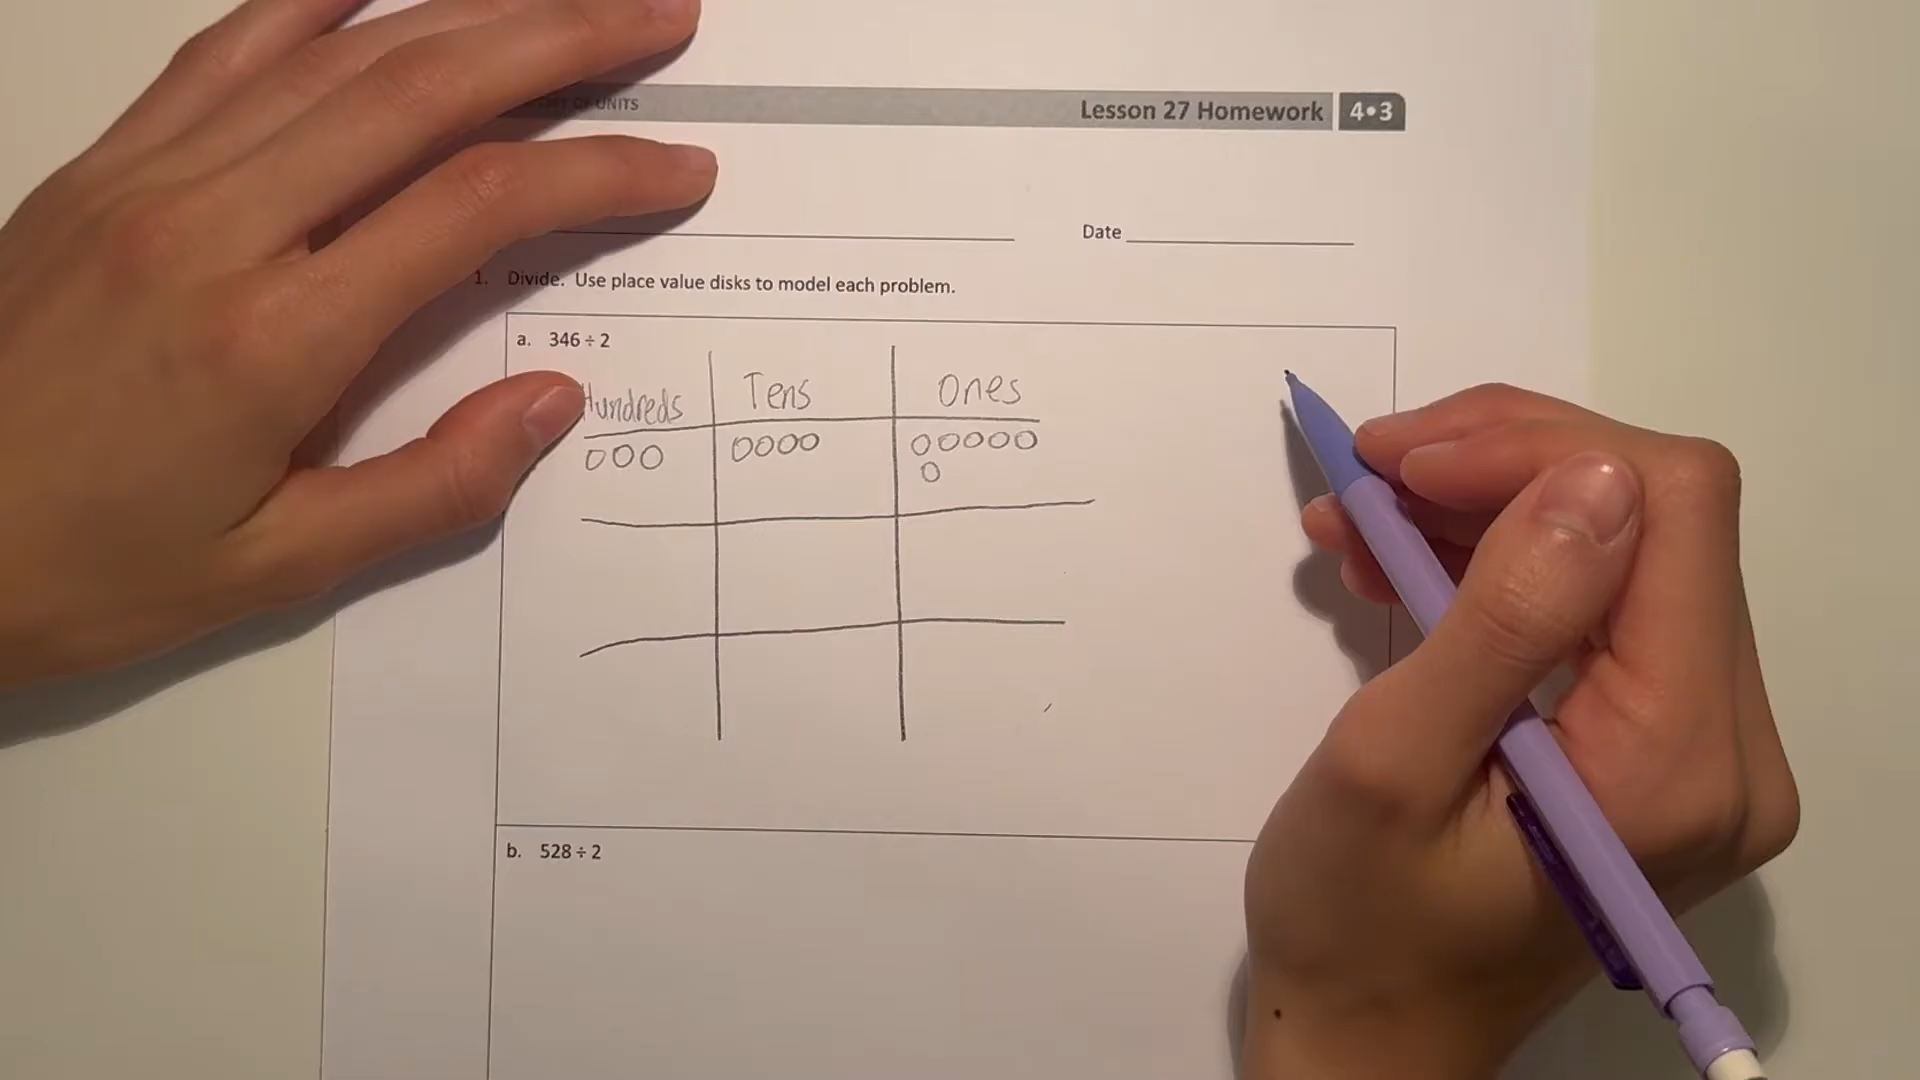 OF UNITS
Lesson 27 Homework 4•3
Date
1. Divide. Use place value disks to model each problem.
a. 346 ÷ 2
Hundreds Tens Ones
b. 528 ÷ 2